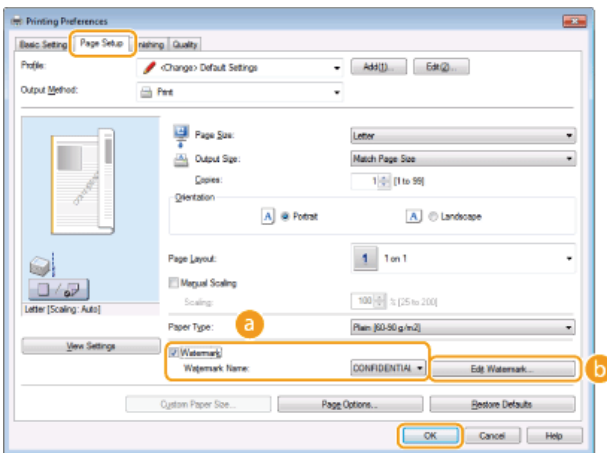 Printing Preferences
Basic Setting Page Setup Finishing Quality
Profile: <Change> Default Settings Add(1)... Edit(2)...
Output Method: Print
Page Size: Letter
Output Size: Match Page Size
Copies: 1 [1 to 99]
Orientation
A Portrait A Landscape
Page Layout: 1 1 on 1
Manual Scaling
Scaling: 100 % [25 to 200]
Letter [Scaling: Auto]
a
Paper Type: Plain [60-90 g/m2]
View Settings
Watermark
Watermark Name: CONFIDENTIAL Edit Watermark... b
Custom Paper Size... Page Options... Restore Defaults
OK Cancel Help